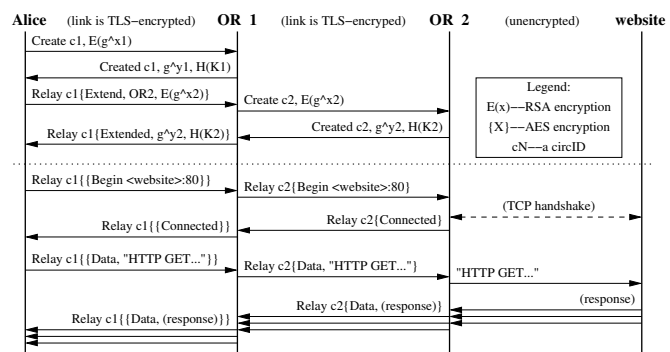 Alice (link is TLS−encrypted) OR 1 (link is TLS−encrypted) OR 2 (unencrypted) website
Create c1, E(g^x1)
Created c1, g^y1, H(K1)
Relay c1{Extend, OR2, E(g^x2)}
Create c2, E(g^x2)
Created c2, g^y2, H(K2)
Relay c1{Extended, g^y2, H(K2)}
Legend:
E(x)−−RSA encryption
{X}−−AES encryption
cN−−a circID
Relay c1{{Begin <website>:80}}
Relay c2{Begin <website>:80}
(TCP handshake)
Relay c2{Connected}
Relay c1{{Connected}}
Relay c1{{Data, "HTTP GET..."}}
Relay c2{Data, "HTTP GET..."}
"HTTP GET..."
(response)
Relay c2{Data, (response)}
Relay c1{{Data, (response)}}